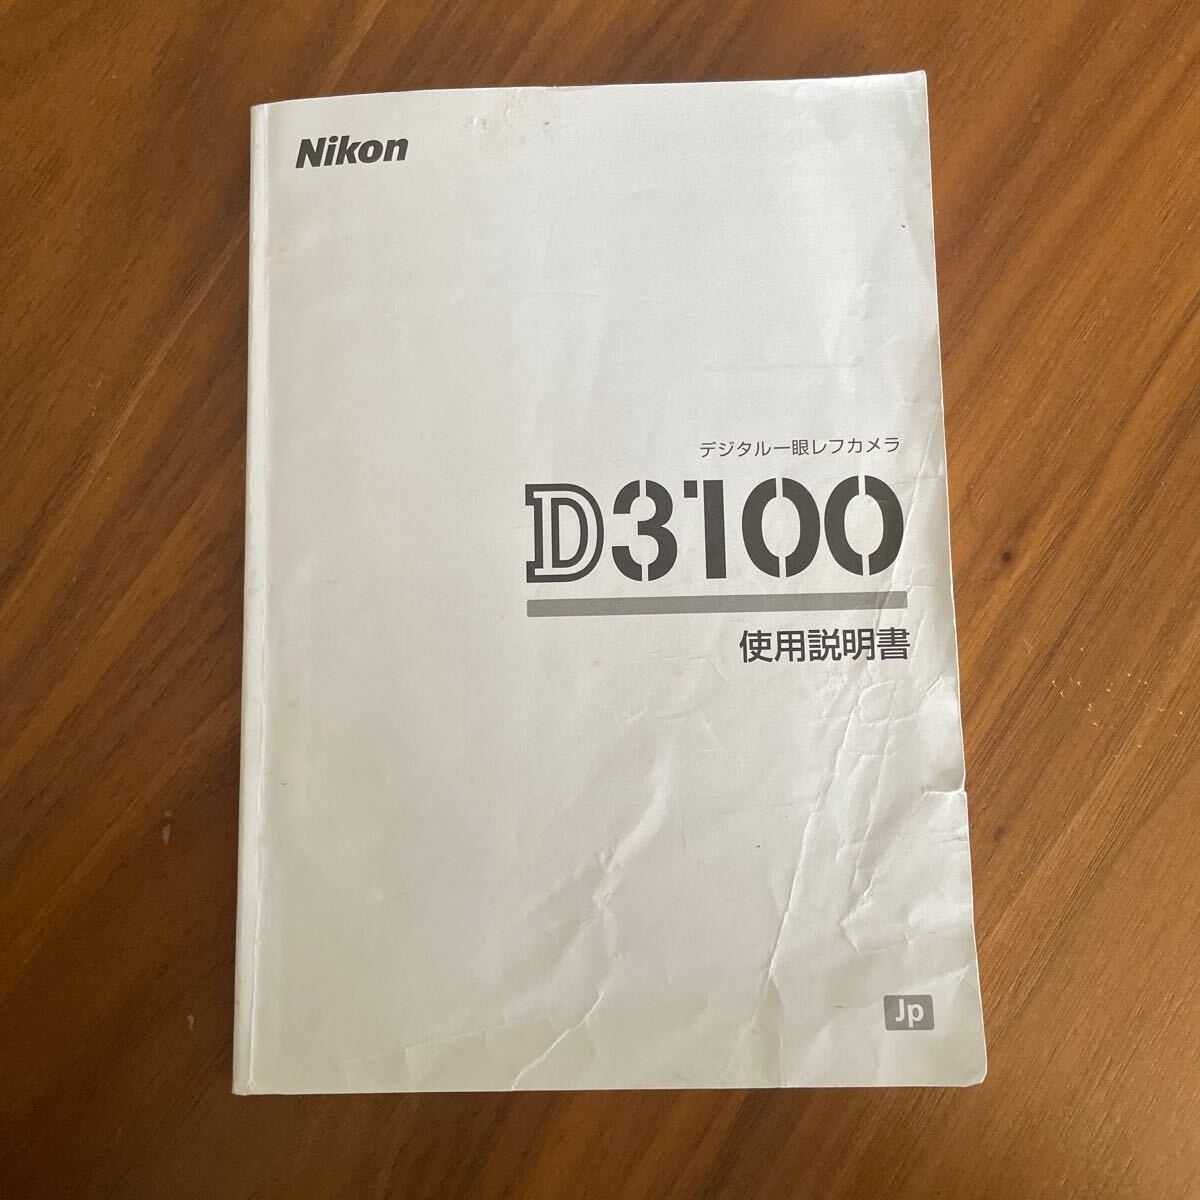 Nikon
デジタル一眼レフカメラ
D3100
使用説明書
Jp